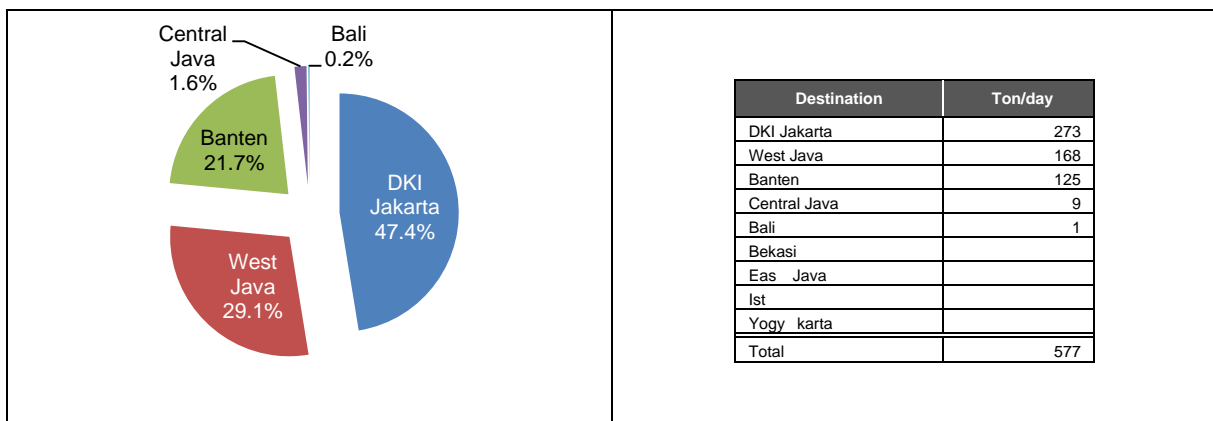 Central
Java
1.6%
Bali
0.2%
Banten
21.7%
DKI
Jakarta
47.4%
West
Java
29.1%
Destination Ton/day
DKI Jakarta 273
West Java 168
Banten 125
Central Java 9
Bali 1
Bekasi
Eas Java
Ist
Yogy karta
Total 577